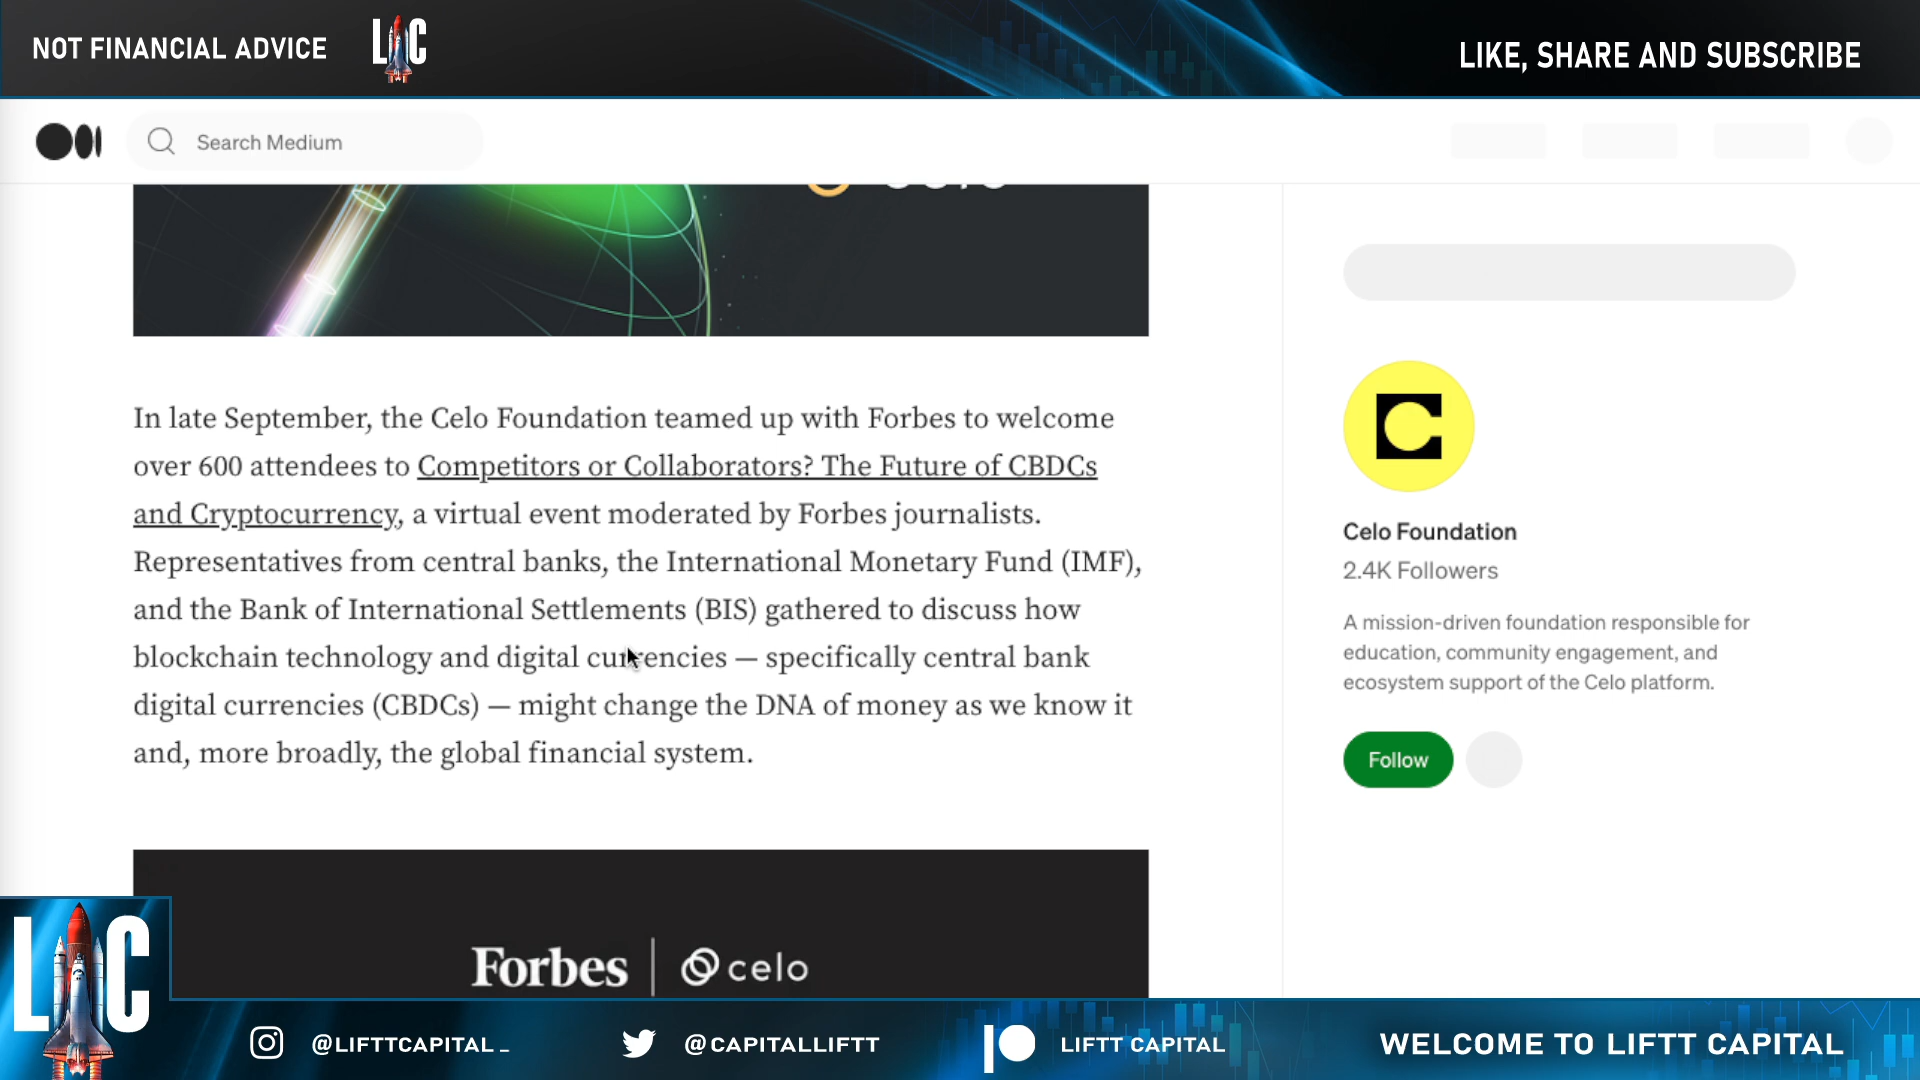 NOT FINANCIAL ADVICE
LC
LIKE, SHARE AND SUBSCRIBE
Search Medium
In late September, the Celo Foundation teamed up with Forbes to welcome
over 600 attendees to Competitors or Collaborators? The Future of CBDCs
and Cryptocurrency, a virtual event moderated by Forbes journalists.
Representatives from central banks, the International Monetary Fund (IMF),
and the Bank of International Settlements (BIS) gathered to discuss how
blockchain technology and digital currencies — specifically central bank
digital currencies (CBDCs) — might change the DNA of money as we know it
and, more broadly, the global financial system.
Forbes | celo
C
Celo Foundation
2.4K Followers
A mission-driven foundation responsible for
education, community engagement, and
ecosystem support of the Celo platform.
Follow
LC
@LIFTTCAPITAL_
@CAPITALLIFTT
LIFTT CAPITAL
WELCOME TO LIFTT CAPITAL